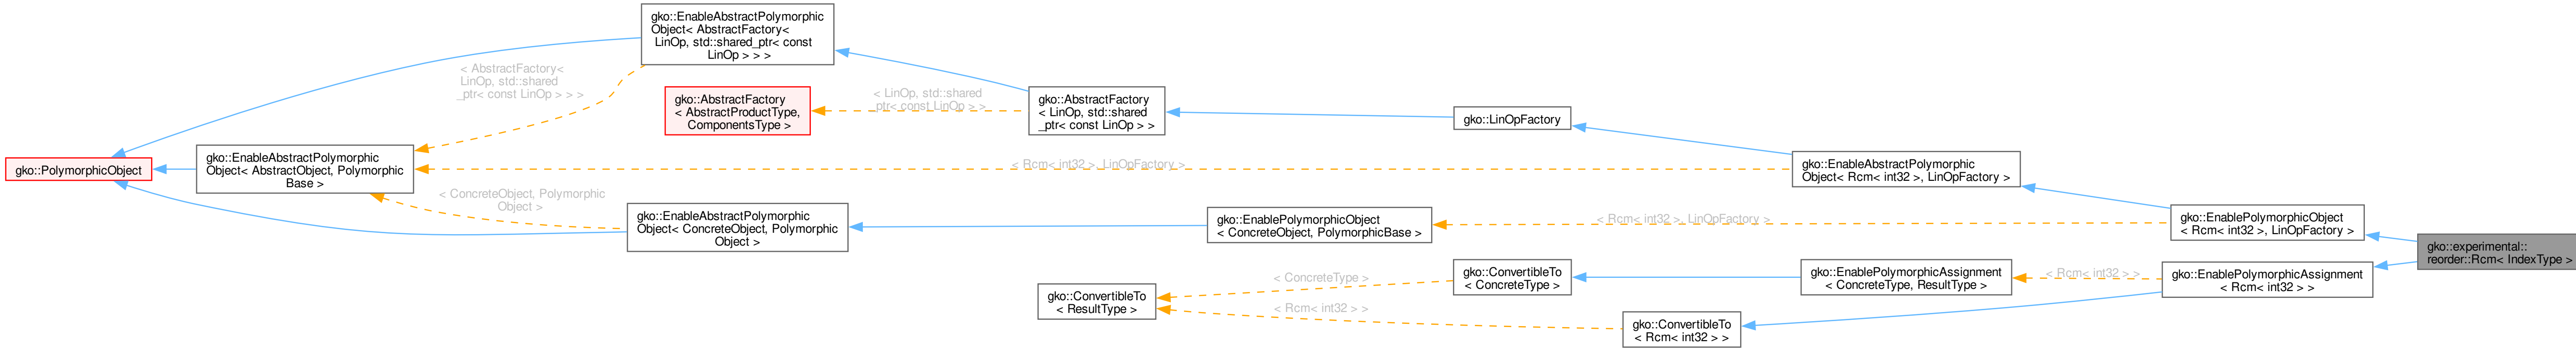 gko::EnableAbstractPolymorphic
Object< AbstractFactory<
LinOp, std::shared_ptr< const
LinOp > > >
< AbstractFactory<
LinOp, std::shared
_ptr< const LinOp > > >
gko::AbstractFactory
< AbstractProductType,
ComponentsType >
< LinOp, std::shared
_ptr< const LinOp > >
gko::AbstractFactory
< LinOp, std::shared
_ptr< const LinOp > >
gko::LinOpFactory
gko::PolymorphicObject
gko::EnableAbstractPolymorphic
Object< AbstractObject, Polymorphic
Base >
< Rcm< int32 >, LinOpFactory >
gko::EnableAbstractPolymorphic
Object< Rcm< int32 >, LinOpFactory >
< ConcreteObject, Polymorphic
Object >
gko::EnableAbstractPolymorphic
Object< ConcreteObject, Polymorphic
Object >
gko::EnablePolymorphicObject
< ConcreteObject, PolymorphicBase >
< Rcm< int32 >, LinOpFactory >
gko::EnablePolymorphicObject
< Rcm< int32 >, LinOpFactory >
gko::experimental::
reorder::Rcm< IndexType >
gko::ConvertibleTo
< ResultType >
< ConcreteType >
gko::ConvertibleTo
< ConcreteType >
gko::EnablePolymorphicAssignment
< ConcreteType, ResultType >
< Rcm< int32 > >
gko::EnablePolymorphicAssignment
< Rcm< int32 > >
< Rcm< int32 > >
gko::ConvertibleTo
< Rcm< int32 > >